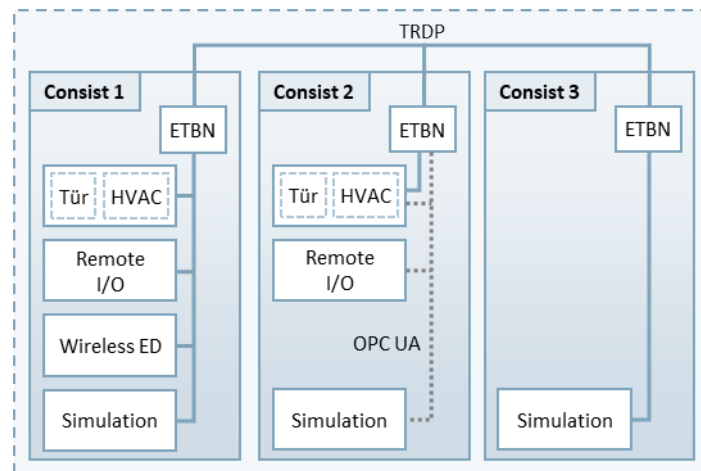 TRDP
Consist 1
ETBN
Tür
HVAC
Remote
I/O
Wireless ED
Simulation
Consist 2
ETBN
Tür
HVAC
Remote
I/O
OPC UA
Simulation
Consist 3
ETBN
Simulation